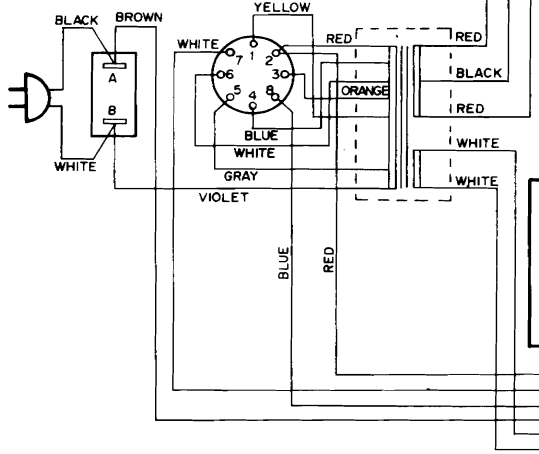 BLACK
BROWN
YELLOW
WHITE
RED
RED
A
B
7
1
2
6
3
5
4
8
ORANGE
BLACK
RED
BLUE
WHITE
WHITE
WHITE
GRAY
WHITE
VIOLET
BLUE
RED